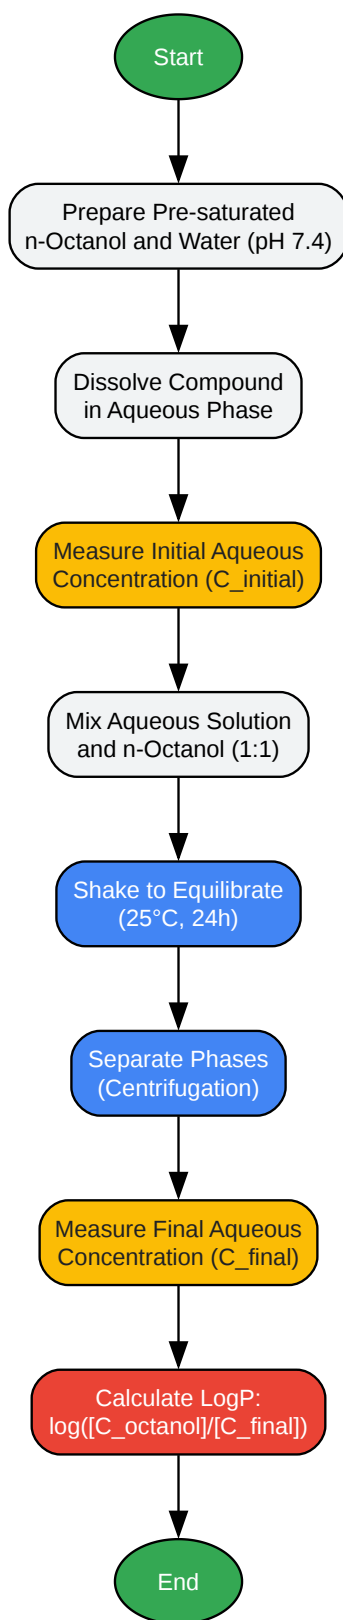 Start
Prepare Pre-saturated
n-Octanol and Water (pH 7.4)
Dissolve Compound
in Aqueous Phase
Measure Initial Aqueous
Concentration (C_initial)
Mix Aqueous Solution
and n-Octanol (1:1)
Shake to Equilibrate
(25°C, 24h)
Separate Phases
(Centrifugation)
Measure Final Aqueous
Concentration (C_final)
Calculate LogP:
log([C_octanol]/[C_final])
End